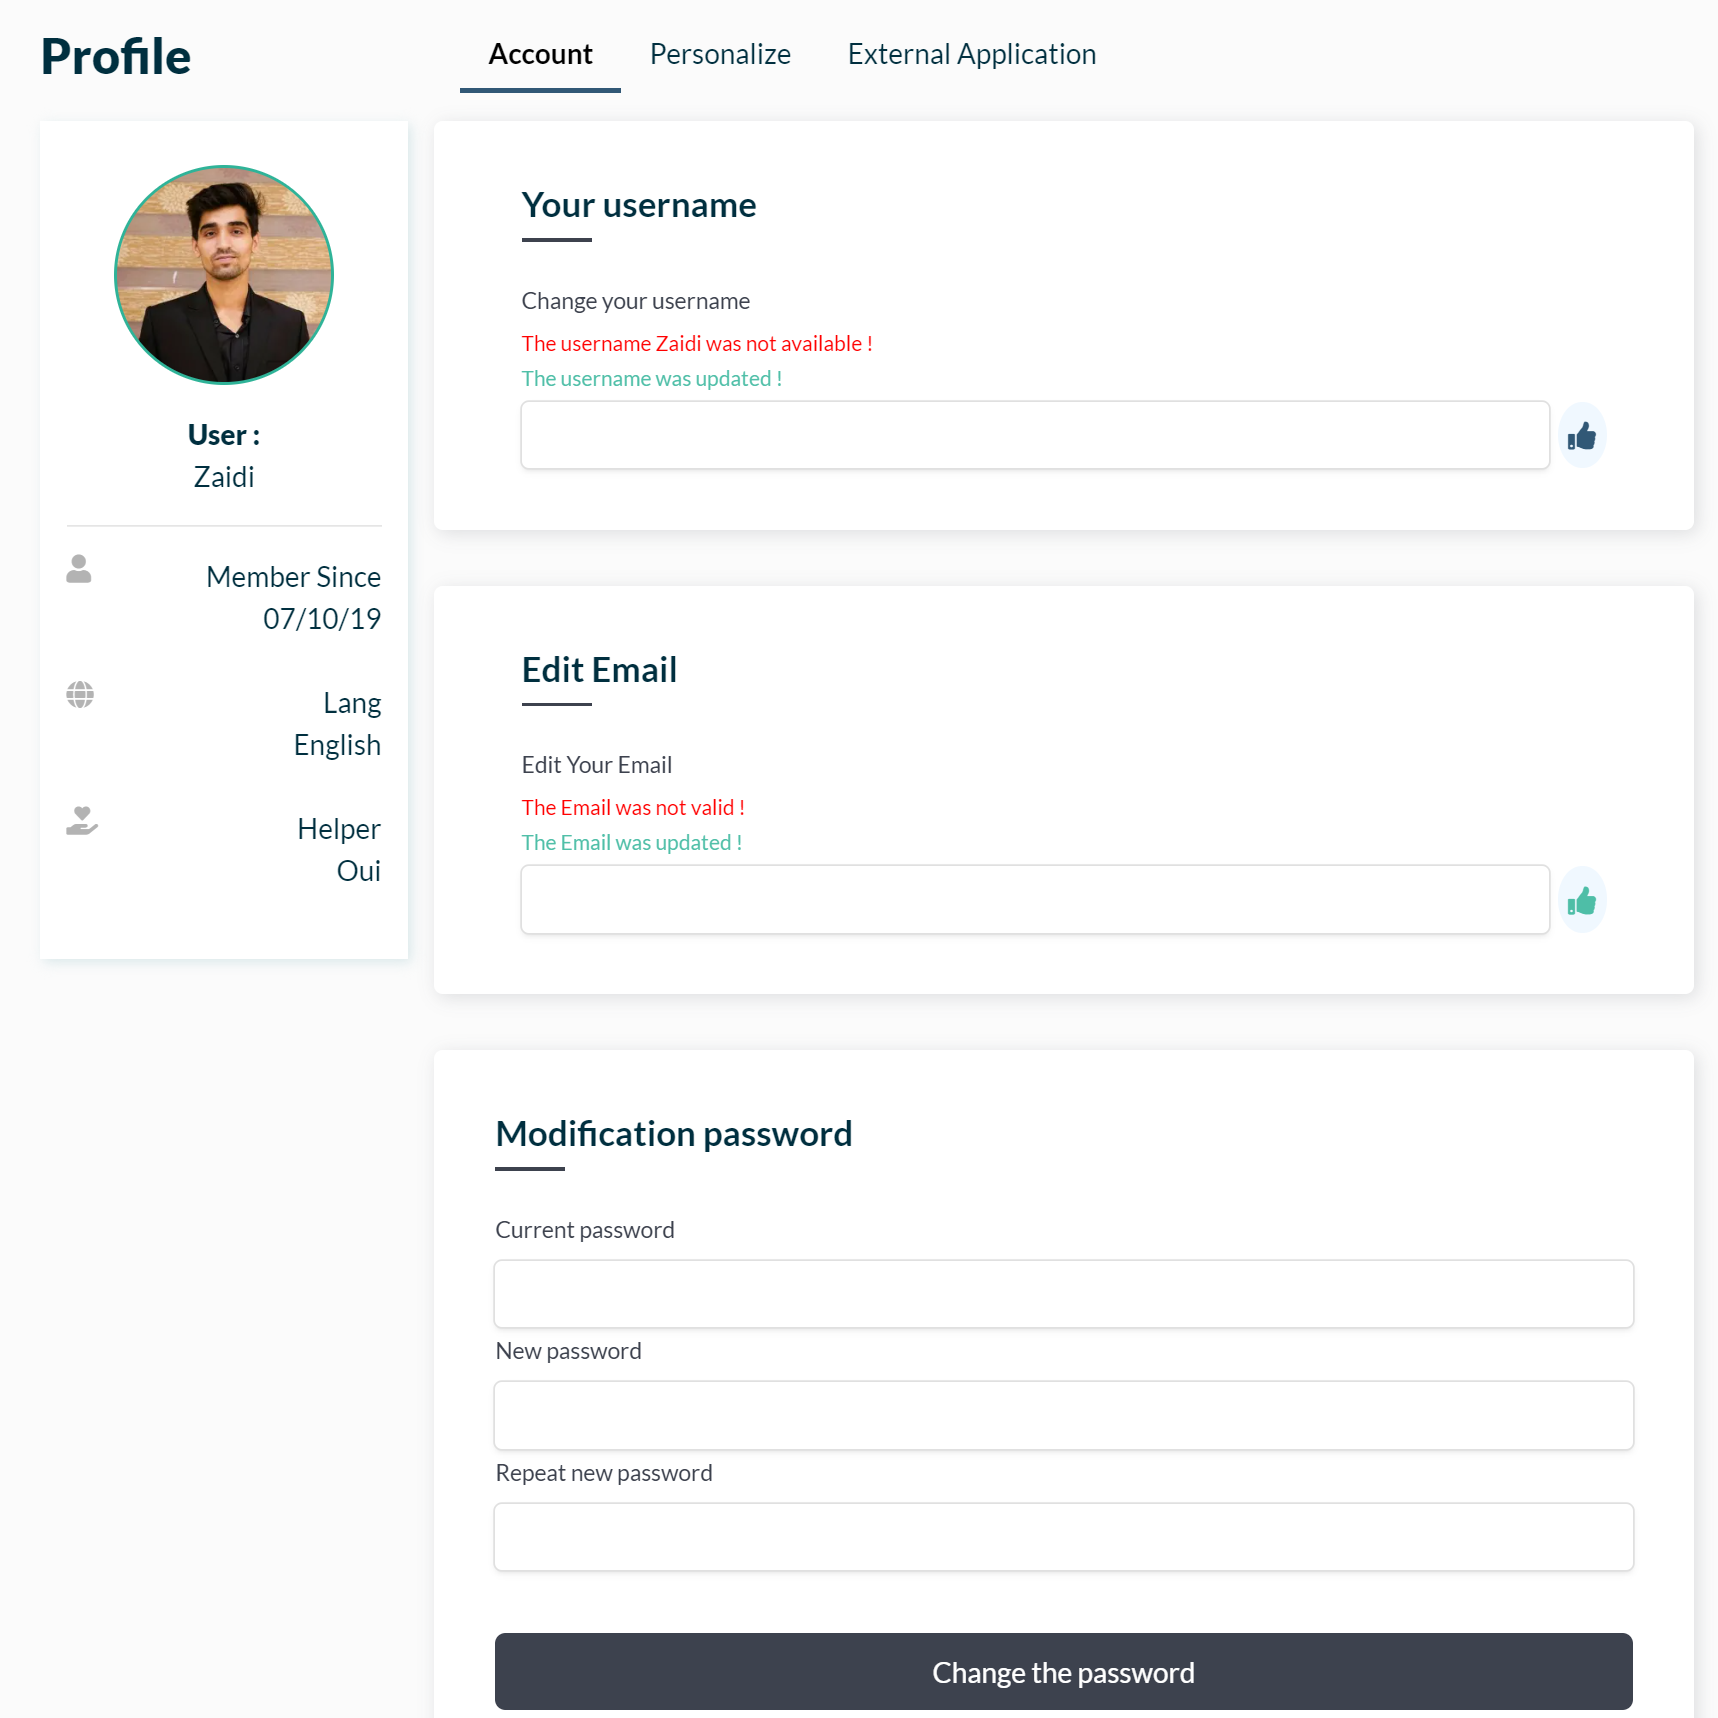 Profile
Account Personalize External Application
User :
Zaidi
Member Since
07/10/19
Lang
English
Helper
Oui
Your username
Change your username
The username Zaidi was not available !
The username was updated !
Edit Email
Edit Your Email
The Email was not valid !
The Email was updated !
Modification password
Current password
New password
Repeat new password
Change the password